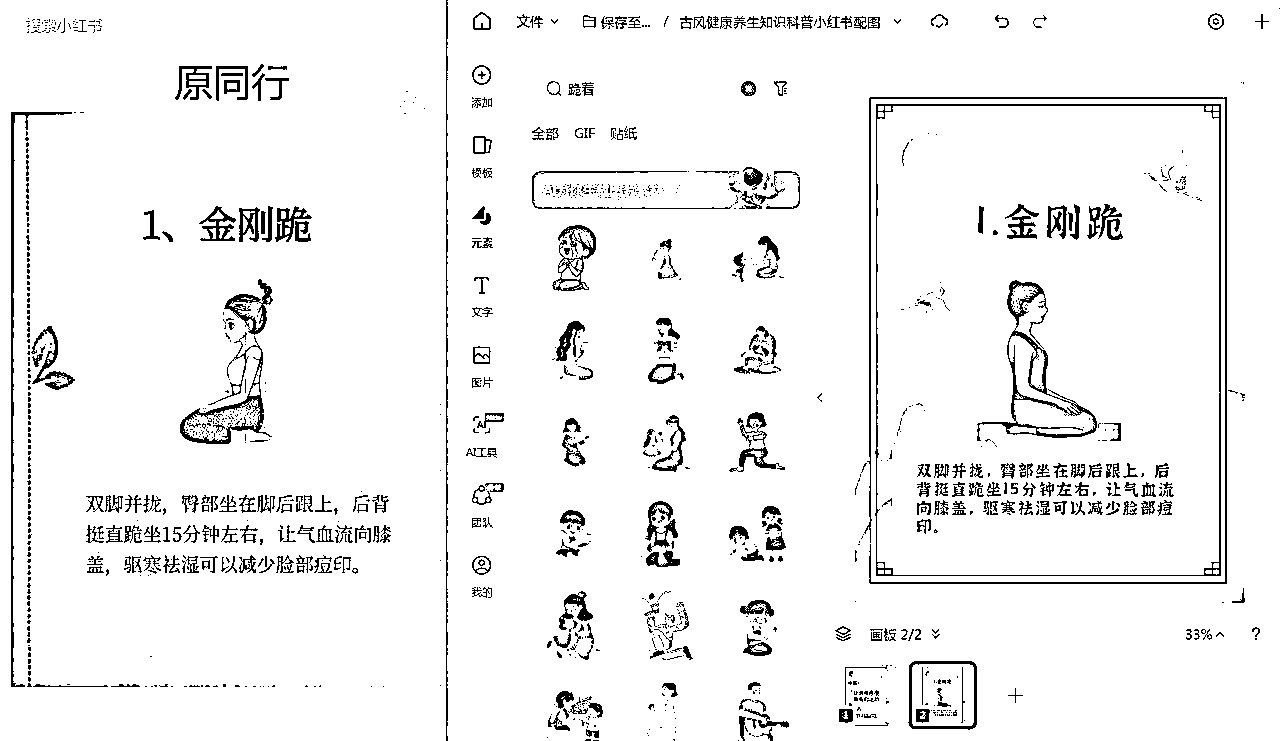 搜索小红书
原同行
1、金刚跪
双脚并拢，臀部坐在脚后跟上，后背
挺直跪坐15分钟左右，让气血流向膝
盖，驱寒祛湿可以减少脸部痘印。
文件
保存至... / 古风健康养生知识科普小红书配图
添加
模板
元素
文字
图片
AI工具
团队
我的
跪着
全部 GIF 贴纸
1.金刚跪
双脚并拢，臀部坐在脚后跟上，后
背挺直跪坐15分钟左右，让气血流
向膝盖，驱寒祛湿可以减少脸部痘
印。
画板 2/2
33%
?
1
2